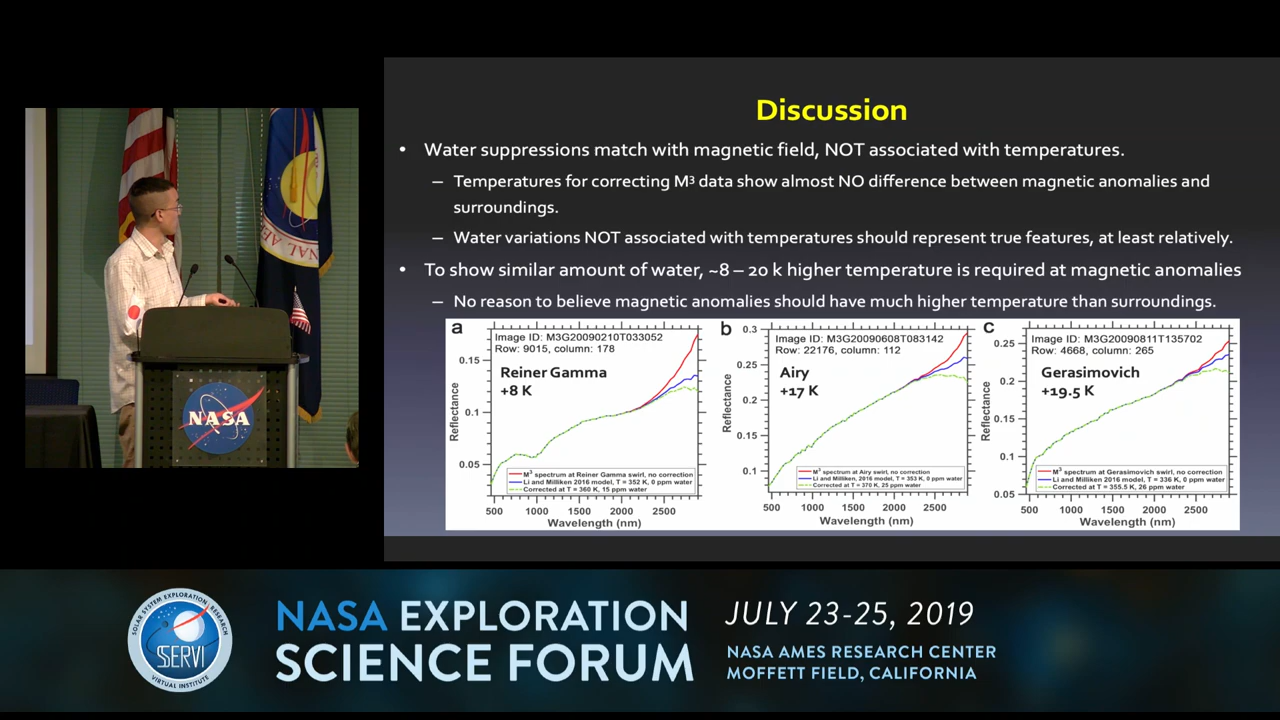 Discussion
• Water suppressions match with magnetic field, NOT associated with temperatures.
– Temperatures for correcting M³ data show almost NO difference between magnetic anomalies and
surroundings.
– Water variations NOT associated with temperatures should represent true features, at least relatively.
• To show similar amount of water, ~8 – 20 k higher temperature is required at magnetic anomalies
– No reason to believe magnetic anomalies should have much higher temperature than surroundings.
a
Image ID: M3G20090210T033052
Row: 9015, column: 178
Reiner Gamma
+8 K
Reflectance
0.15
0.1
0.05
M³ spectrum at Reiner Gamma swirl, no correction
Li and Milliken 2016 model, T = 352 K, 0 ppm water
Corrected at T = 360 K, 15 ppm water
500 1000 1500 2000 2500
Wavelength (nm)
b
Image ID: M3G20090608T083142
Row: 22176, column: 112
Airy
+17 K
Reflectance
0.3
0.25
0.2
0.15
0.1
M³ spectrum at Airy swirl, no correction
Li and Milliken 2016 model, T = 353 K, 0 ppm water
Corrected at T = 370 K, 25 ppm water
500 1000 1500 2000 2500
Wavelength (nm)
c
Image ID: M3G20090811T135702
Row: 4668, column: 265
Gerasimovich
+19.5 K
Reflectance
0.25
0.2
0.15
0.1
0.05
M³ spectrum at Gerasimovich swirl, no correction
Li and Milliken 2016 model, T = 336 K, 0 ppm water
Corrected at T = 355.5 K, 26 ppm water
500 1000 1500 2000 2500
Wavelength (nm)
NASA
SOLAR SYSTEM EXPLORATION RESEARCH
SSERVI
VIRTUAL INSTITUTE
NASA EXPLORATION
SCIENCE FORUM
JULY 23-25, 2019
NASA AMES RESEARCH CENTER
MOFFETT FIELD, CALIFORNIA